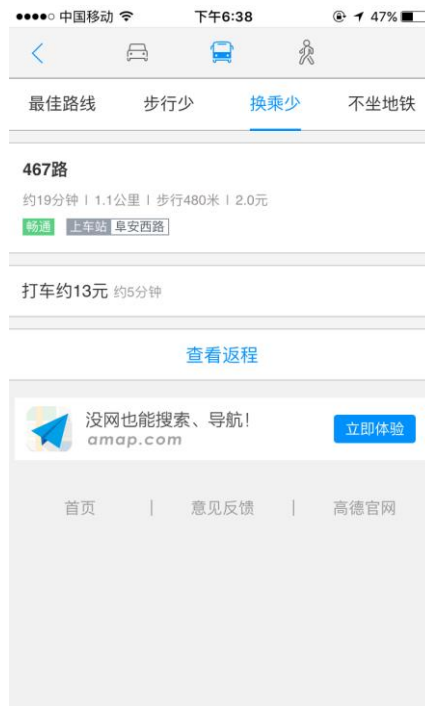 中国移动 下午6:38 47%
最佳路线 步行少 换乘少 不坐地铁
467路
约19分钟 | 1.1公里 | 步行480米 | 2.0元
畅通 上车站 阜安西路
打车约13元 约5分钟
查看返程
没网也能搜索、导航!
amap.com
立即体验
首页 | 意见反馈 | 高德官网